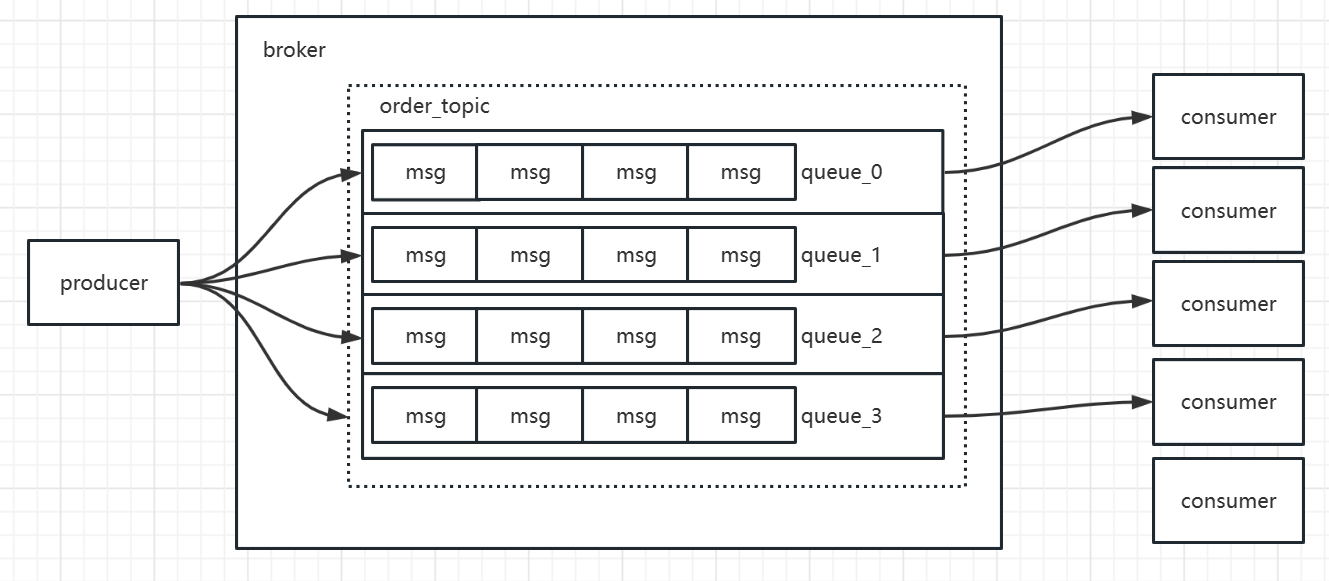 broker
order_topic
msg msg msg msg queue_0
msg msg msg msg queue_1
msg msg msg msg queue_2
msg msg msg msg queue_3
producer
consumer
consumer
consumer
consumer
consumer